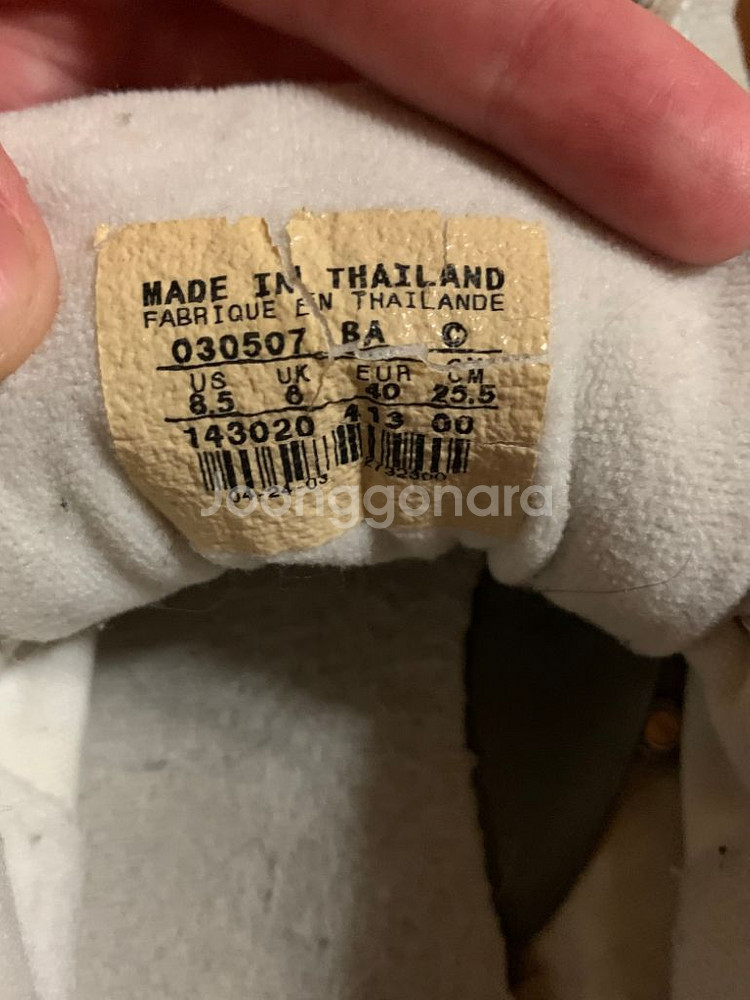 MADE IN THAILAND
FABRIQUE EN THAILANDE
030507 BA ©
US UK EUR CM
8.5 6 40 25.5
143020 413 00
04-24-03
Joonggonara